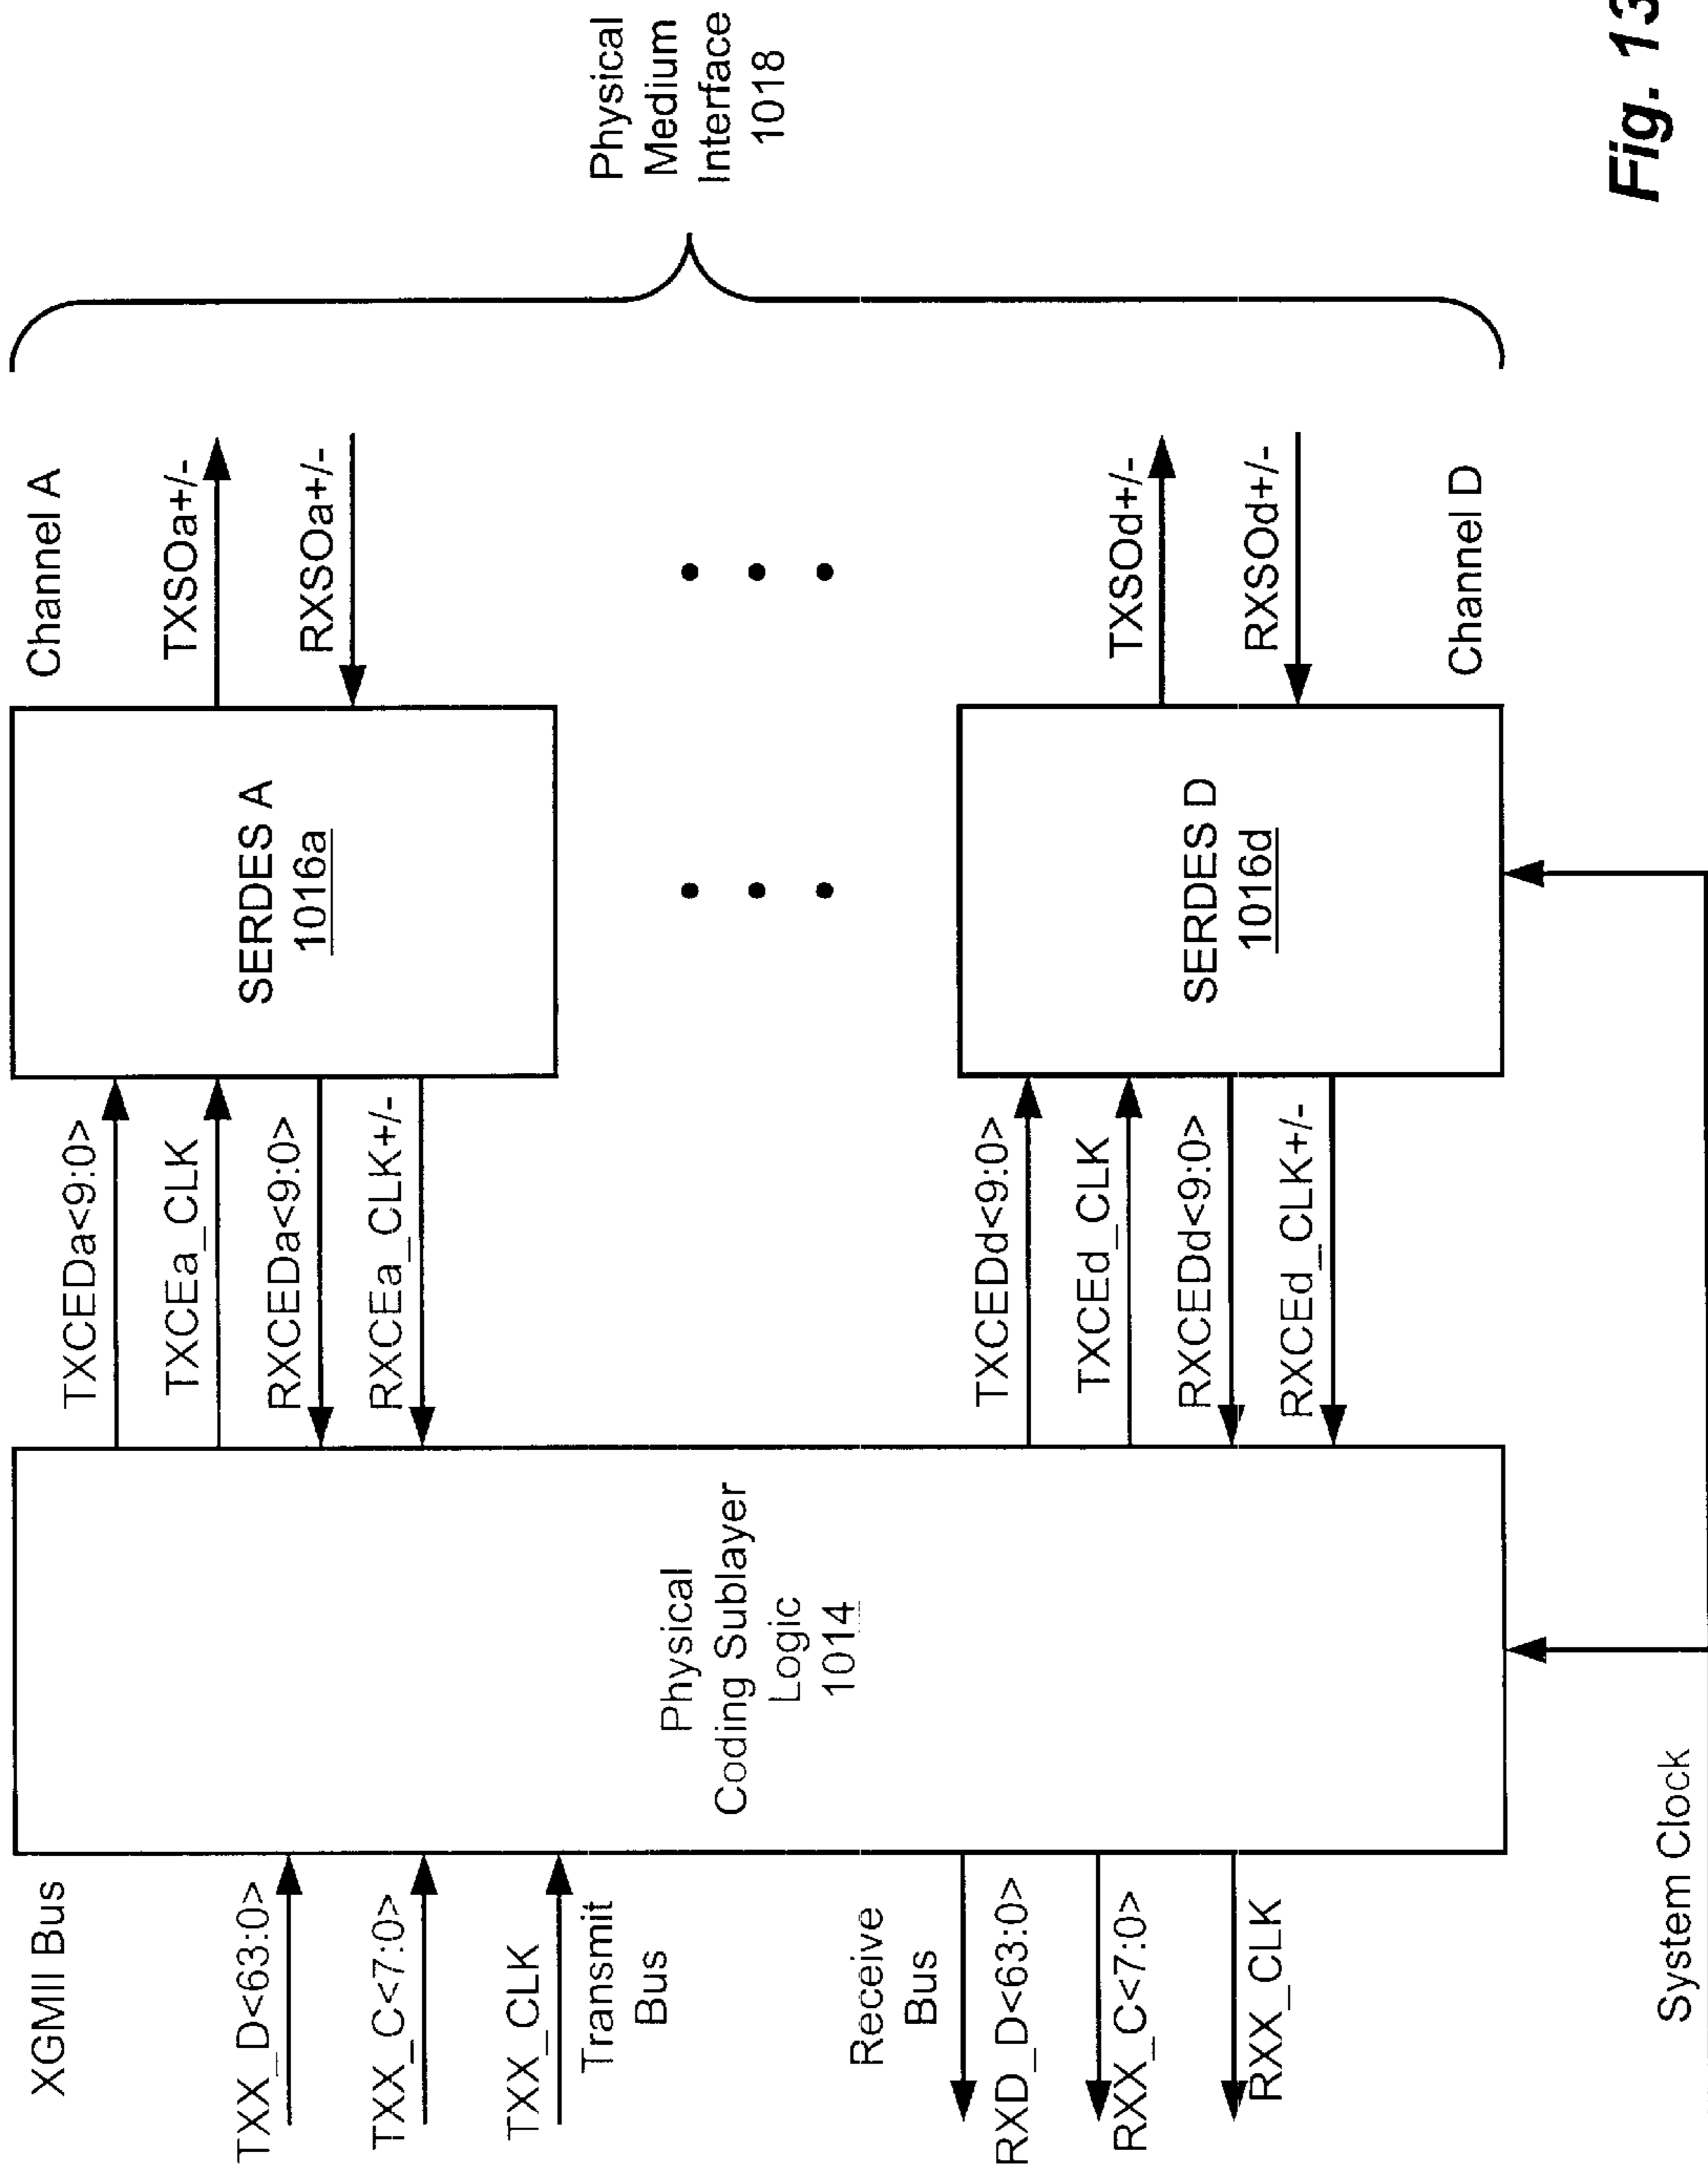 XGMII Bus
TXX_D<63:0>
TXX_C<7:0>
TXX_CLK
Transmit
Bus
Receive
Bus
RXD_D<63:0>
RXX_C<7:0>
RXX_CLK
System Clock
Physical
Coding Sublayer
Logic
1014
TXCEDa<9:0>
TXCEa_CLK
RXCEDa<9:0>
RXCEa_CLK+/-
TXCEDd<9:0>
TXCEd_CLK
RXCEDd<9:0>
RXCEd_CLK+/-
SERDES A
1016a
SERDES D
1016d
Channel A
TXSOa+/-
RXSOa+/-
TXSOd+/-
RXSOd+/-
Channel D
Physical
Medium
Interface
1018
Fig. 13